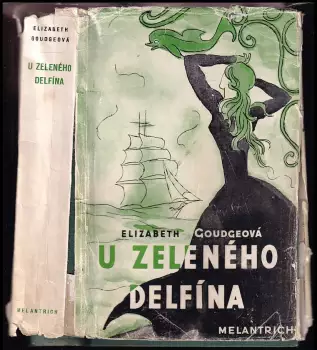 ELIZABETH
GOUDGEOVÁ
U ZELENÉHO
DELFÍNA
MELANTRICH
ELIZABETH GOUDGEOVÁ
U ZELENÉHO
DELFÍNA
MELANTRICH